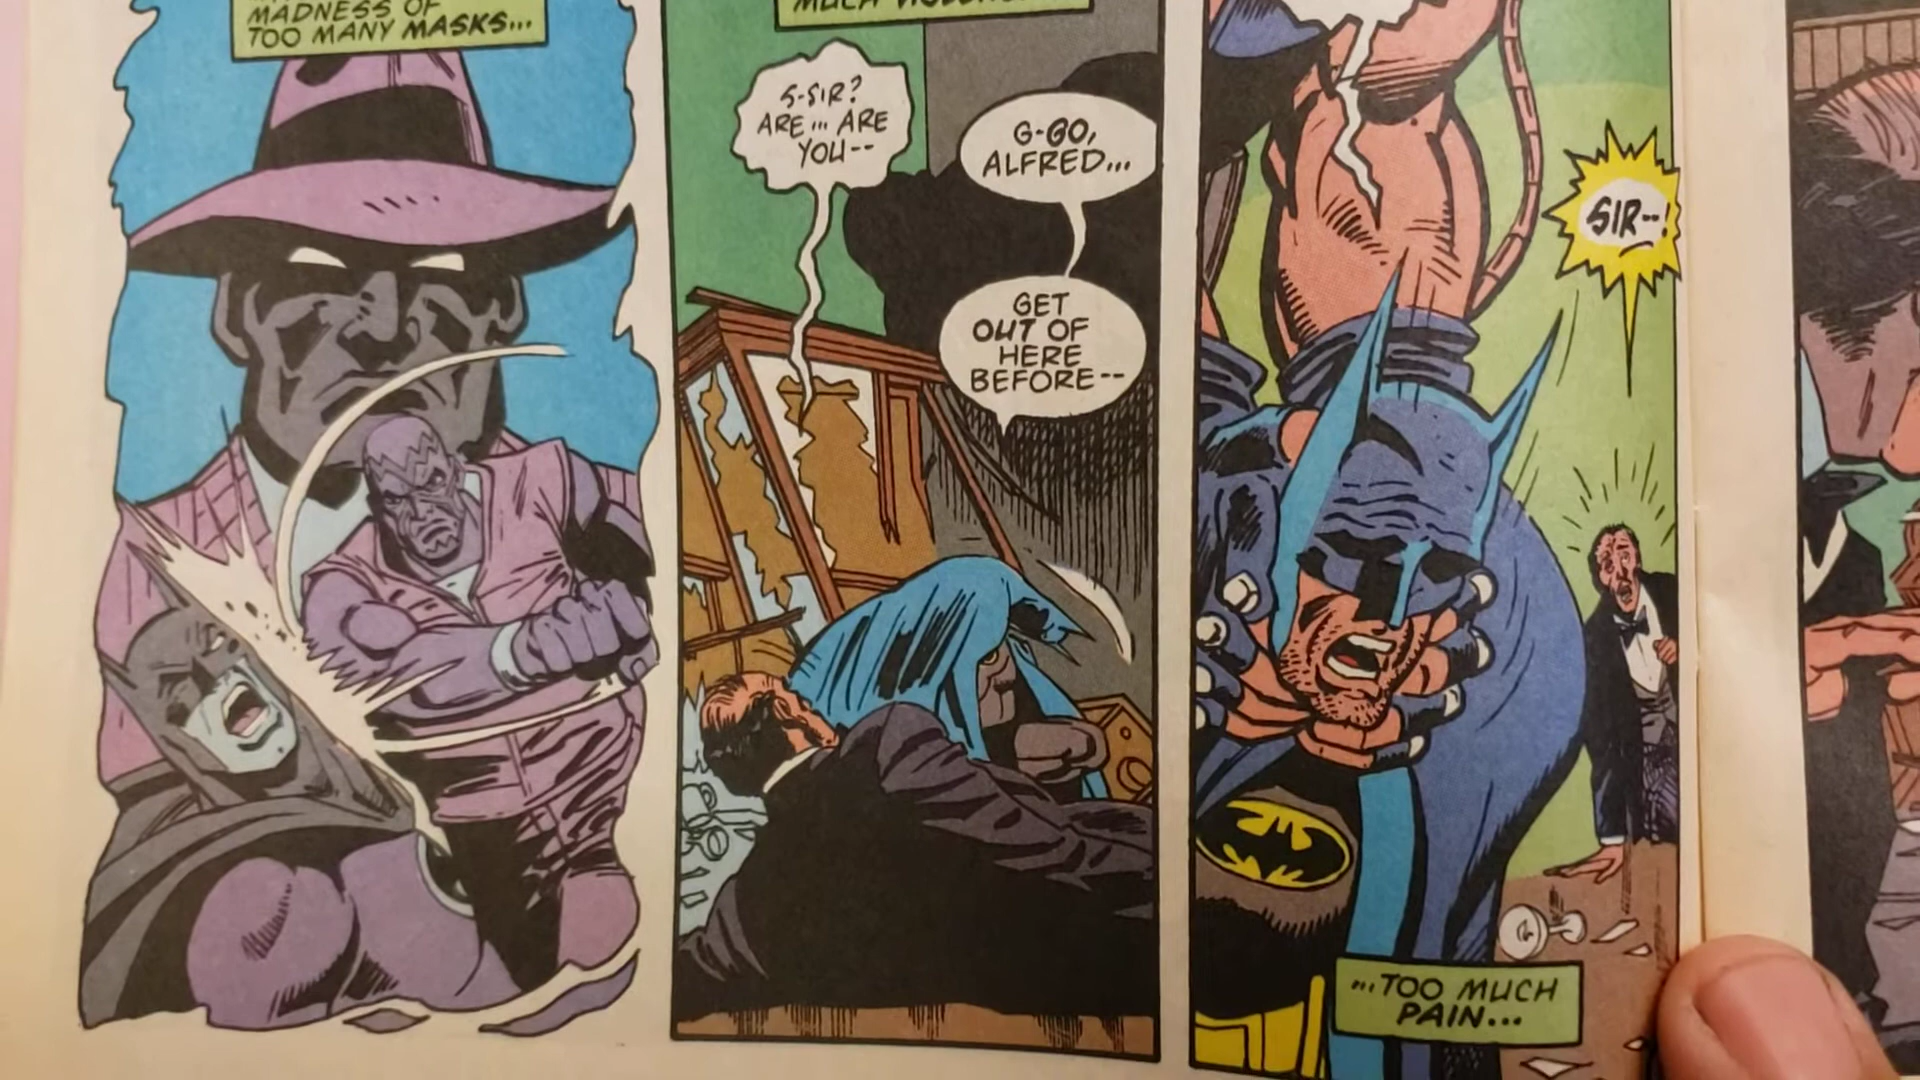 MADNESS OF
TOO MANY MASKS...
MUCH
S-SIR?
ARE... ARE
YOU--
G-GO,
ALFRED...
GET
OUT OF
HERE
BEFORE--
SIR--!
...TOO MUCH
PAIN...